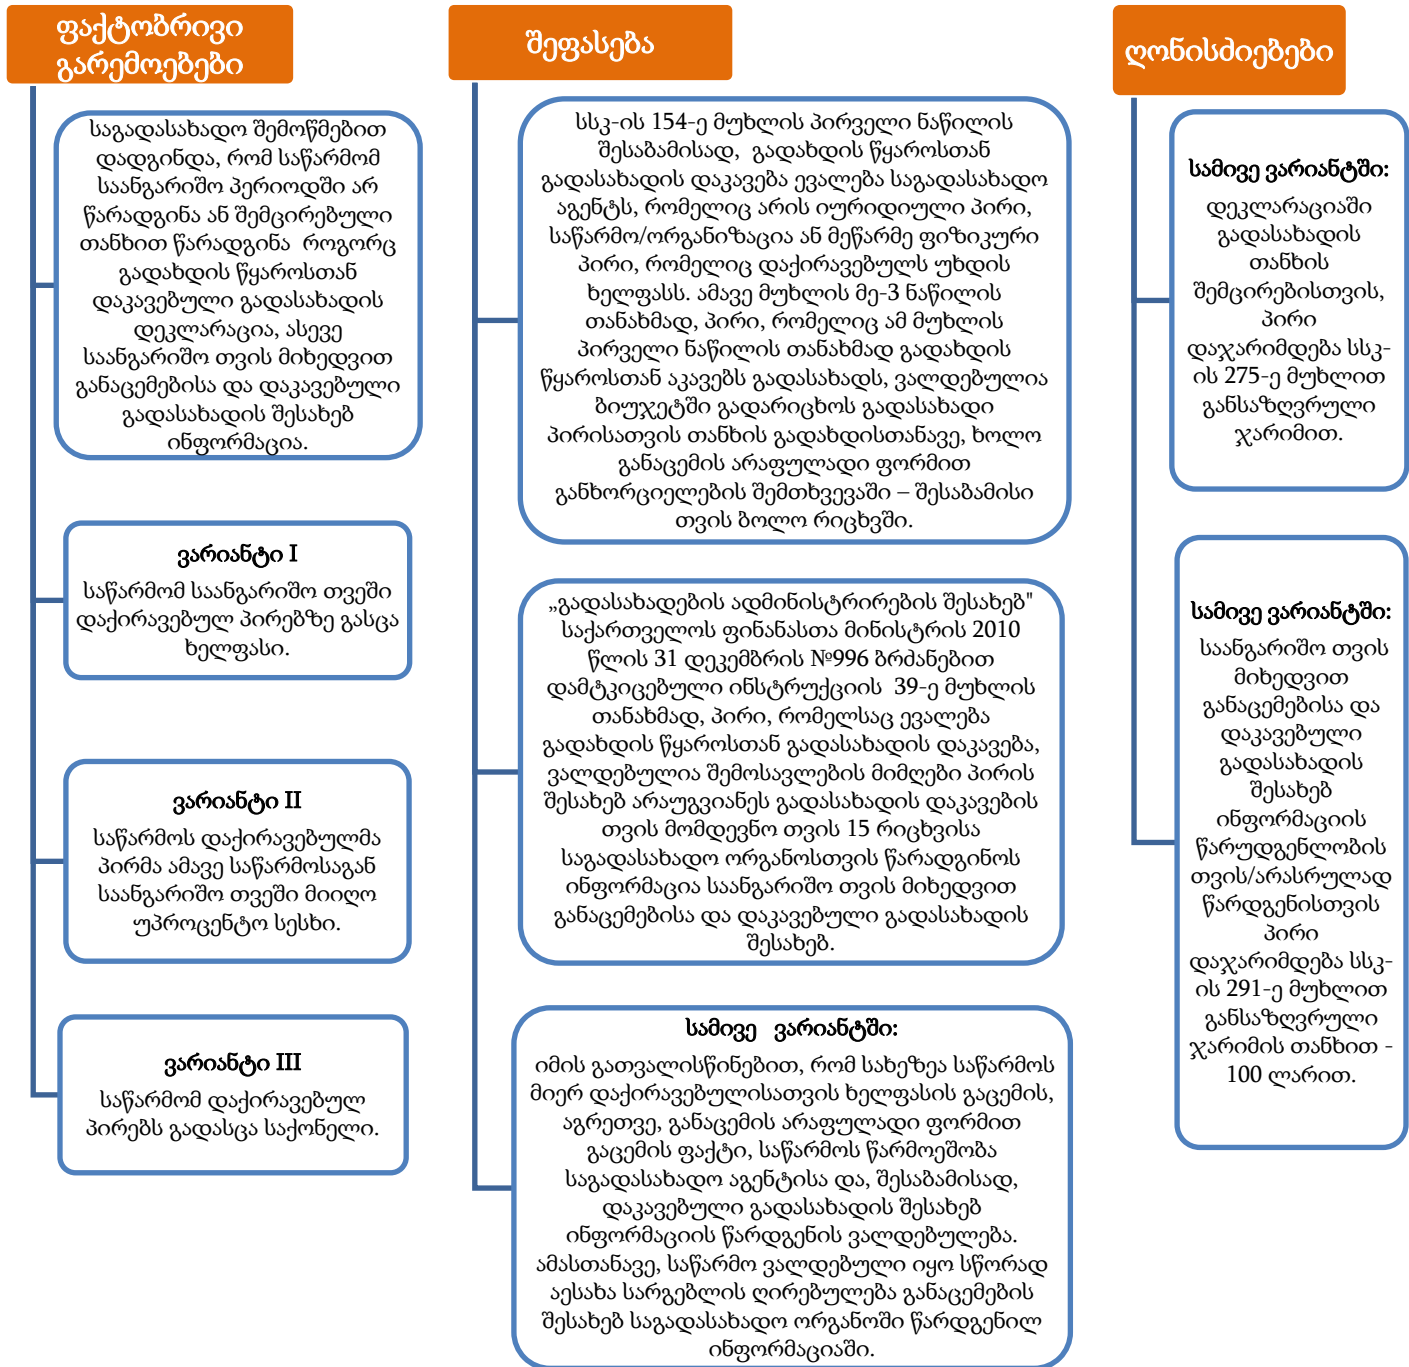 ფაქტობრივი
გარემოებები
საგადასახადო შემოწმებით
დადგინდა, რომ საწარმომ
საანგარიშო პერიოდში არ
წარადგინა ან შემცირებული
თანხით წარადგინა როგორც
გადახდის წყაროსთან
დაკავებული გადასახადის
დეკლარაცია, ასევე
საანგარიშო თვის მიხედვით
განაცემებისა და დაკავებული
გადასახადის შესახებ
ინფორმაცია.
ვარიანტი I
საწარმომ საანგარიშო თვეში
დაქირავებულ პირებზე გასცა
ხელფასი.
ვარიანტი II
საწარმოს დაქირავებულმა
პირმა ამავე საწარმოსაგან
საანგარიშო თვეში მიიღო
უპროცენტო სესხი.
ვარიანტი III
საწარმომ დაქირავებულ
პირებს გადასცა საქონელი.
შეფასება
სსკ-ის 154-ე მუხლის პირველი ნაწილის
შესაბამისად, გადახდის წყაროსთან
გადასახადის დაკავება ევალება საგადასახადო
აგენტს, რომელიც არის იურიდიული პირი,
საწარმო/ორგანიზაცია ან მეწარმე ფიზიკური
პირი, რომელიც დაქირავებულს უხდის
ხელფასს. ამავე მუხლის მე-3 ნაწილის
თანახმად, პირი, რომელიც ამ მუხლის
პირველი ნაწილის თანახმად გადახდის
წყაროსთან აკავებს გადასახადს, ვალდებულია
ბიუჯეტში გადარიცხოს გადასახადი
პირისათვის თანხის გადახდისთანავე, ხოლო
განაცემის არაფულადი ფორმით
განხორციელების შემთხვევაში – შესაბამისი
თვის ბოლო რიცხვში.
„გადასახადების ადმინისტრირების შესახებ"
საქართველოს ფინანასთა მინისტრის 2010
წლის 31 დეკემბრის №996 ბრძანებით
დამტკიცებული ინსტრუქციის 39-ე მუხლის
თანახმად, პირი, რომელსაც ევალება
გადახდის წყაროსთან გადასახადის დაკავება,
ვალდებულია შემოსავლების მიმღები პირის
შესახებ არაუგვიანეს გადასახადის დაკავების
თვის მომდევნო თვის 15 რიცხვისა
საგადასახადო ორგანოსთვის წარადგინოს
ინფორმაცია საანგარიშო თვის მიხედვით
განაცემებისა და დაკავებული გადასახადის
შესახებ.
სამივე ვარიანტში:
იმის გათვალისწინებით, რომ სახეზეა საწარმოს
მიერ დაქირავებულისათვის ხელფასის გაცემის,
აგრეთვე, განაცემის არაფულადი ფორმით
გაცემის ფაქტი, საწარმოს წარმოეშობა
საგადასახადო აგენტისა და, შესაბამისად,
დაკავებული გადასახადის შესახებ
ინფორმაციის წარდგენის ვალდებულება.
ამასთანავე, საწარმო ვალდებული იყო სწორად
აესახა სარგებლის ღირებულება განაცემების
შესახებ საგადასახადო ორგანოში წარდგენილ
ინფორმაციაში.
ღონისძიებები
სამივე ვარიანტში:
დეკლარაციაში
გადასახადის
თანხის
შემცირებისთვის,
პირი
დაჯარიმდება სსკ-
ის 275-ე მუხლით
განსაზღვრული
ჯარიმით.
სამივე ვარიანტში:
საანგარიშო თვის
მიხედვით
განაცემებისა და
დაკავებული
გადასახადის
შესახებ
ინფორმაციის
წარუდგენლობის
თვის/არასრულად
წარდგენისთვის
პირი
დაჯარიმდება სსკ-
ის 291-ე მუხლით
განსაზღვრული
ჯარიმის თანხით -
100 ლარით.